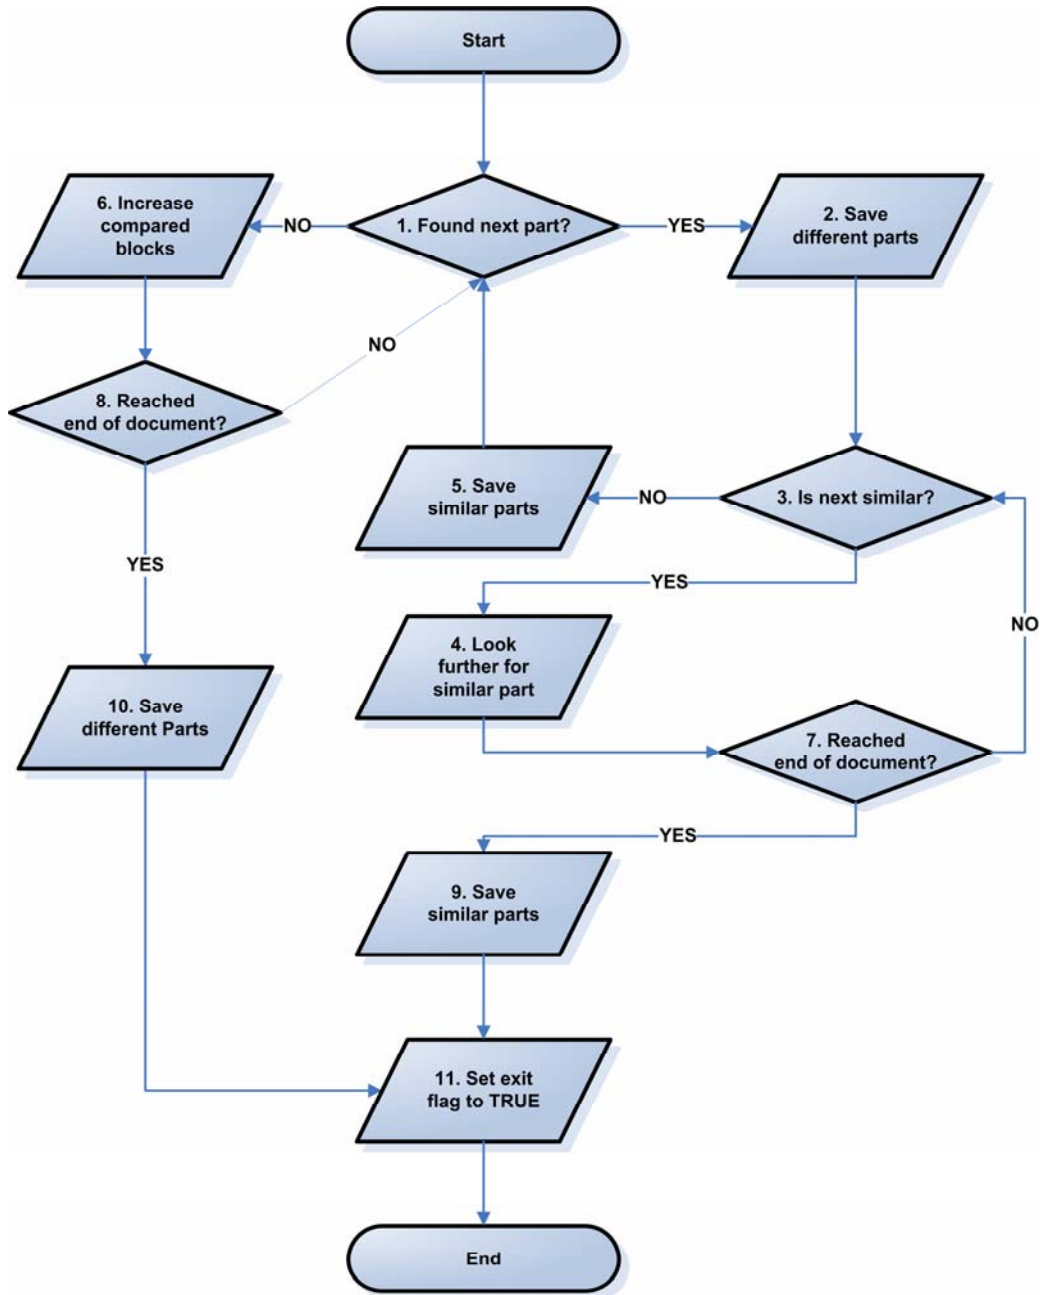 Start
6. Increase
compared
blocks
NO
1. Found next part?
YES
2. Save
different parts
NO
8. Reached
end of document?
5. Save
similar parts
NO
3. Is next similar?
YES
YES
4. Look
further for
similar part
NO
10. Save
different Parts
7. Reached
end of document?
YES
9. Save
similar parts
11. Set exit
flag to TRUE
End